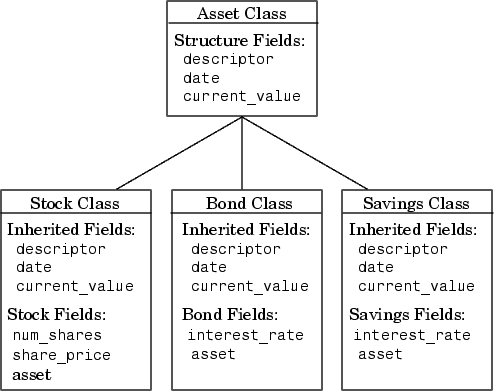 Asset Class
Structure Fields:
descriptor
date
current_value
Stock Class
Inherited Fields:
descriptor
date
current_value
Stock Fields:
num_shares
share_price
asset
Bond Class
Inherited Fields:
descriptor
date
current_value
Bond Fields:
interest_rate
asset
Savings Class
Inherited Fields:
descriptor
date
current_value
Savings Fields:
interest_rate
asset